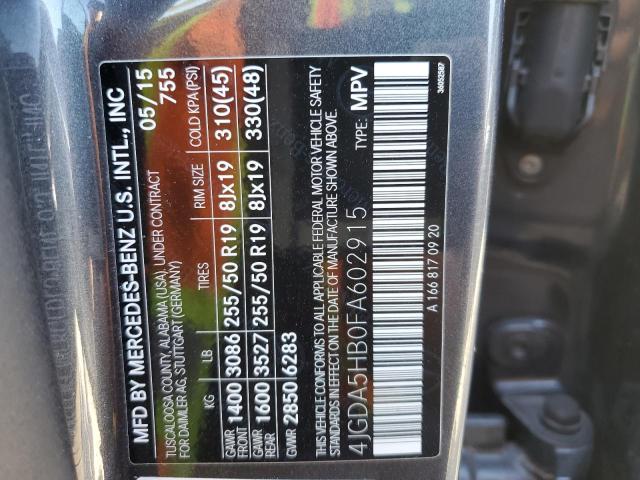 MFD BY MERCEDES-BENZ U.S. INTL., INC
TUSCALOOSA COUNTY, ALABAMA (USA), UNDER CONTRACT
FOR DAIMLER AG, STUTTGART (GERMANY)
05/15
755
KG LB TIRES RIM SIZE COLD KPA(PSI)
GAWR FRONT 1400 3086 255/50 R19 8Jx19 310(45)
GAWR REAR 1600 3527 255/50 R19 8Jx19 330(48)
GVWR 2850 6283
THIS VEHICLE CONFORMS TO ALL APPLICABLE FEDERAL MOTOR VEHICLE SAFETY
STANDARDS IN EFFECT ON THE DATE OF MANUFACTURE SHOWN ABOVE.
4JGDA5HB0FA602915 TYPE: MPV
A 166 817 09 20
36052587